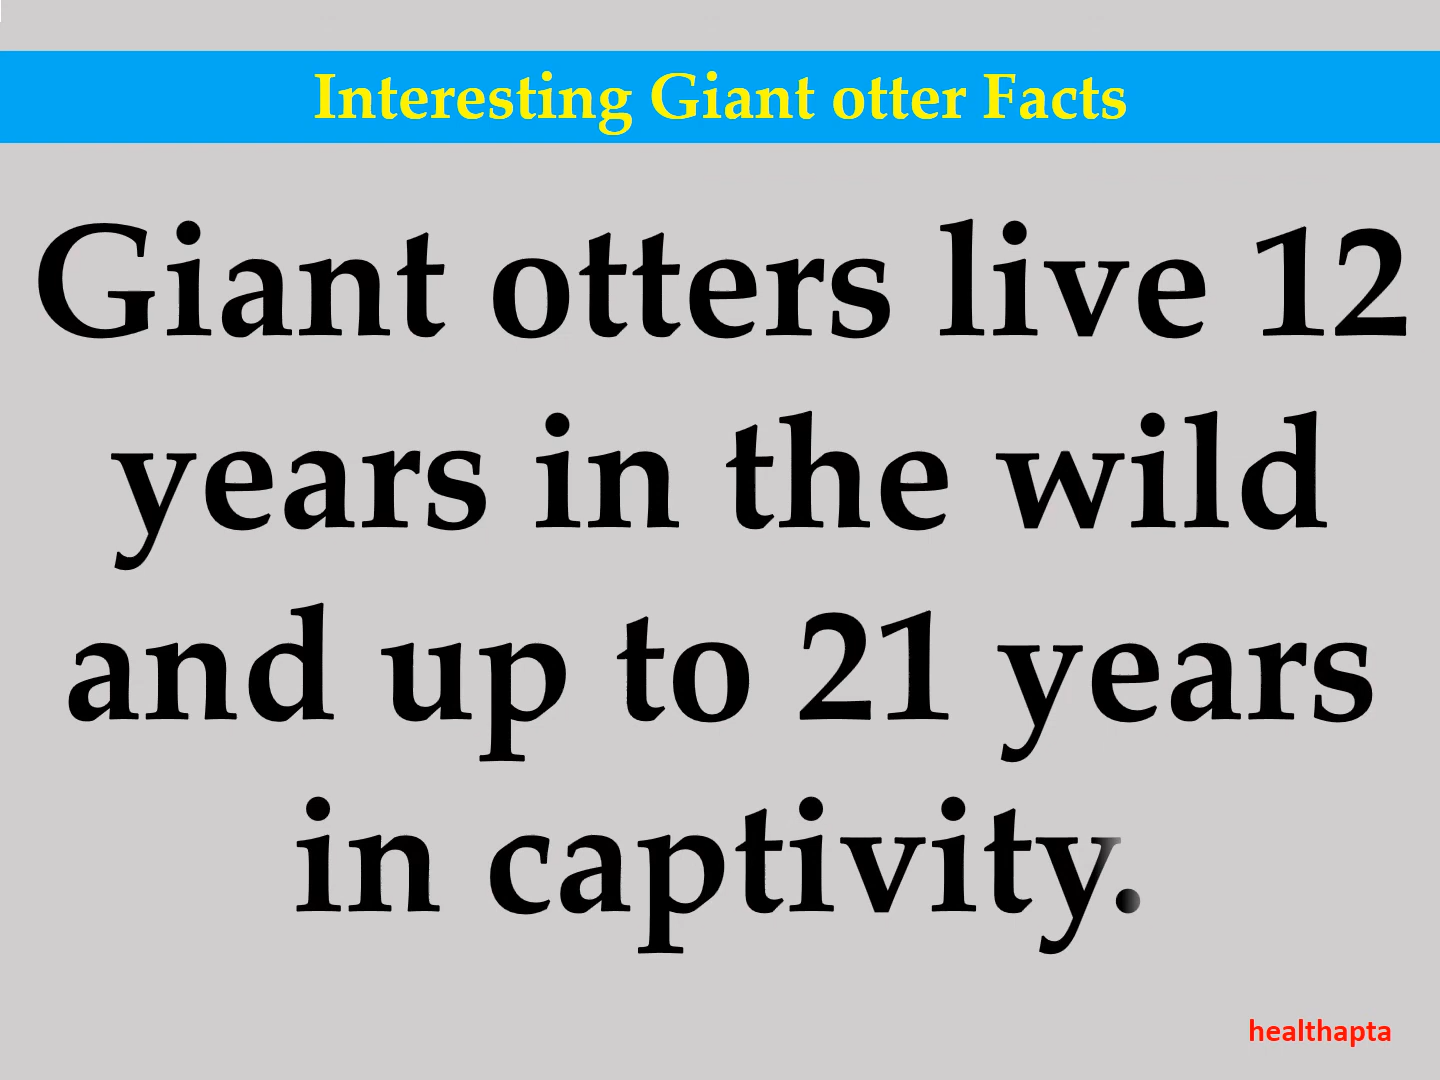 Interesting Giant otter Facts
Giant otters live 12
years in the wild
and up to 21 years
in captivity.
healthapta